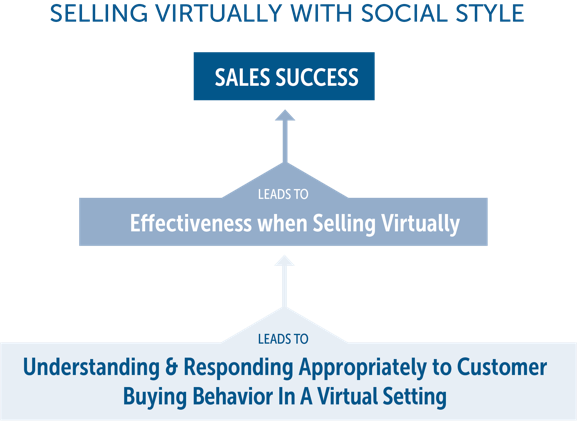 SELLING VIRTUALLY WITH SOCIAL STYLE
SALES SUCCESS
LEADS TO
Effectiveness when Selling Virtually
LEADS TO
Understanding & Responding Appropriately to Customer
Buying Behavior In A Virtual Setting